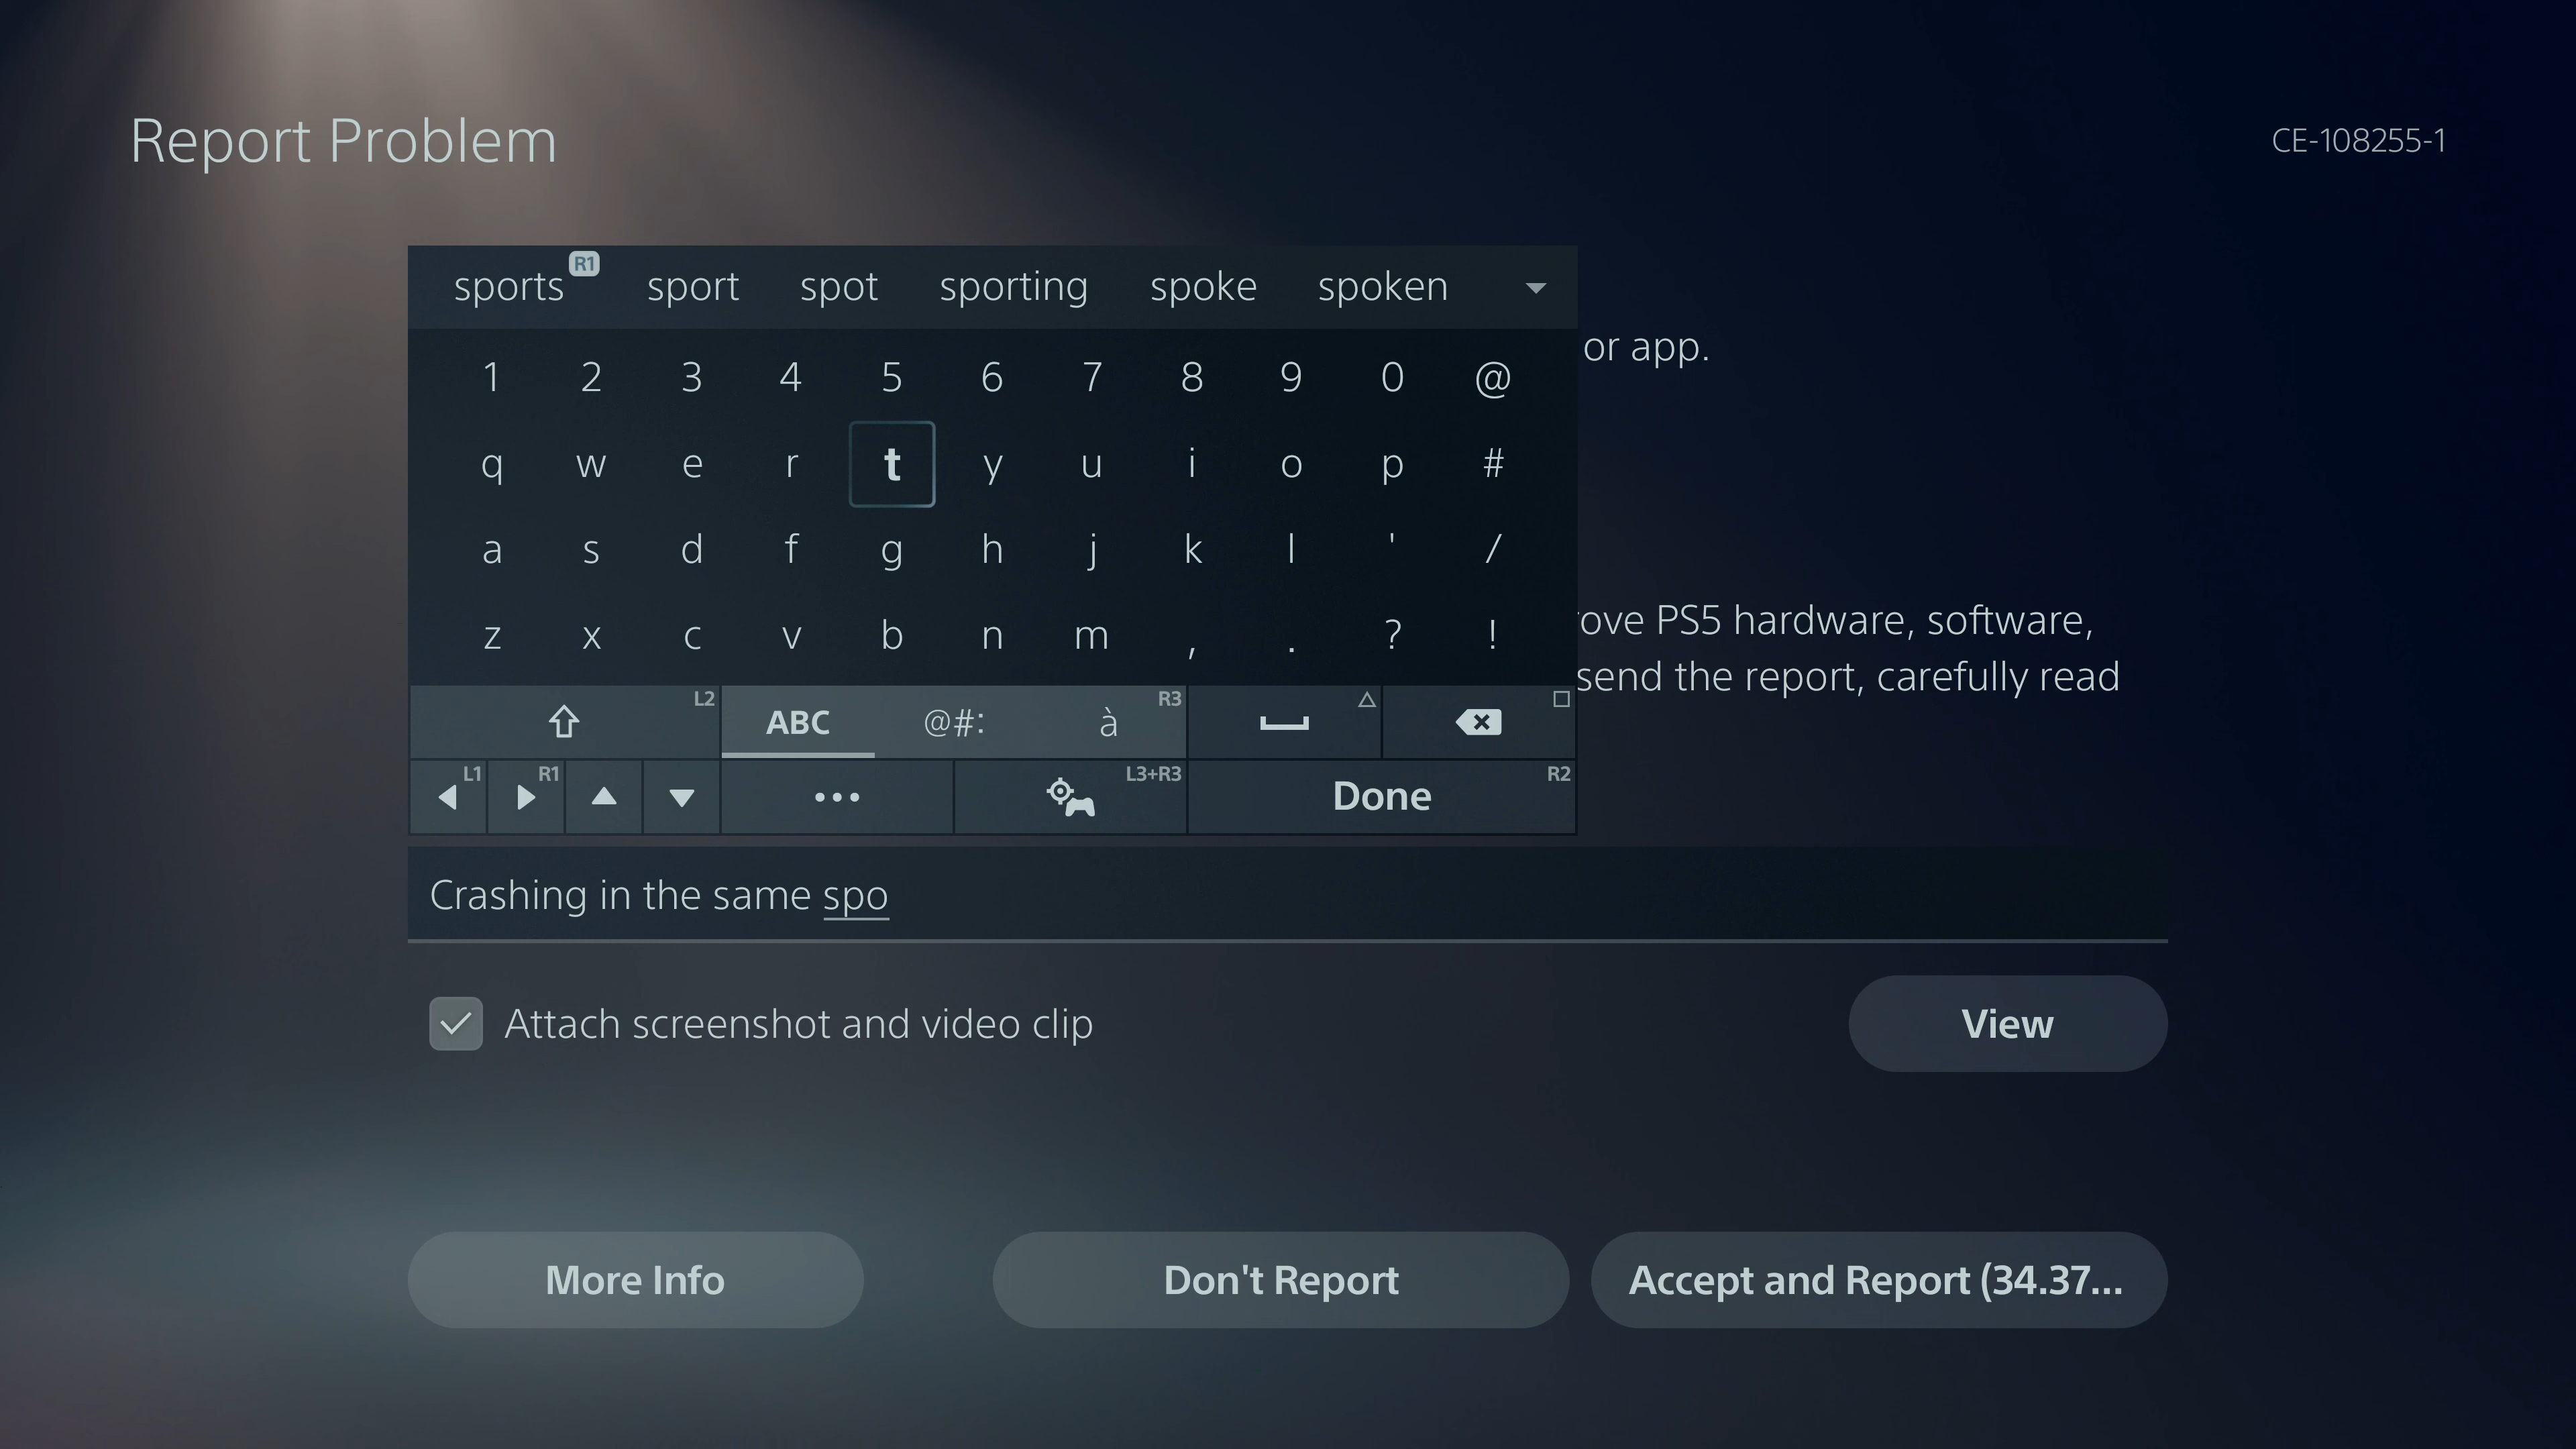 Report Problem
CE-108255-1
sports R1 sport spot sporting spoke spoken
or app.
1 2 3 4 5 6 7 8 9 0 @
q w e r t y u i o p #
a s d f g h j k l ' /
z x c v b n m , . ? !
rove PS5 hardware, software,
send the report, carefully read
L2 ABC @#: à R3
L1 R1 ••• L3+R3 Done R2
Crashing in the same spo
Attach screenshot and video clip
View
More Info
Don't Report
Accept and Report (34.37...